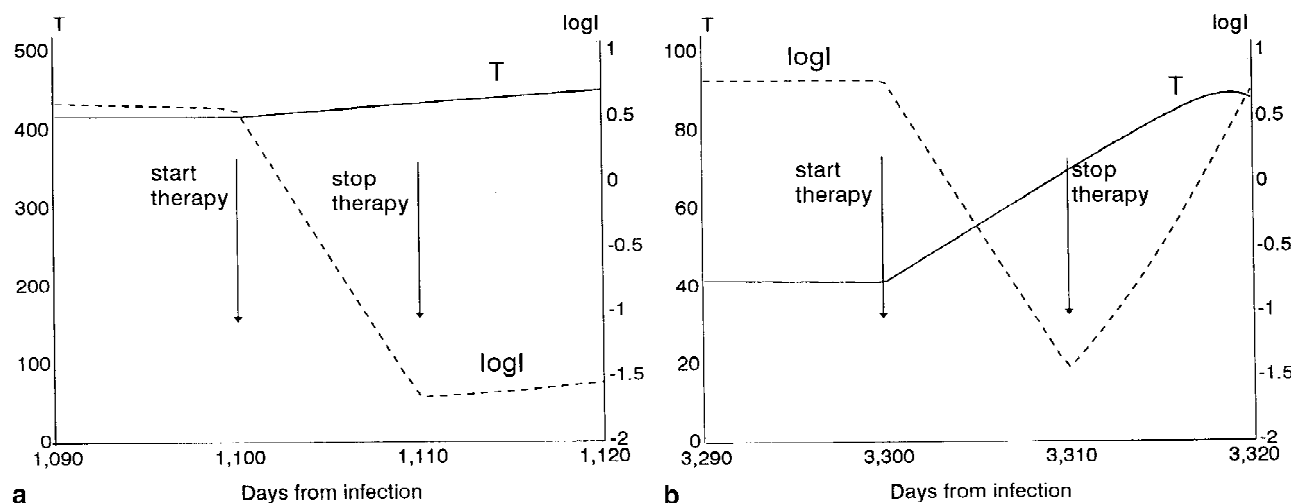 T
logI
500
400
300
200
100
0
1
0.5
0
-0.5
-1
-1.5
-2
T
start
therapy
stop
therapy
logI
1,090
1,100
1,110
1,120
Days from infection
a
T
logI
100
80
60
40
20
0
1
0.5
0
-0.5
-1
-1.5
-2
logI
T
start
therapy
stop
therapy
3,290
3,300
3,310
3,320
Days from infection
b